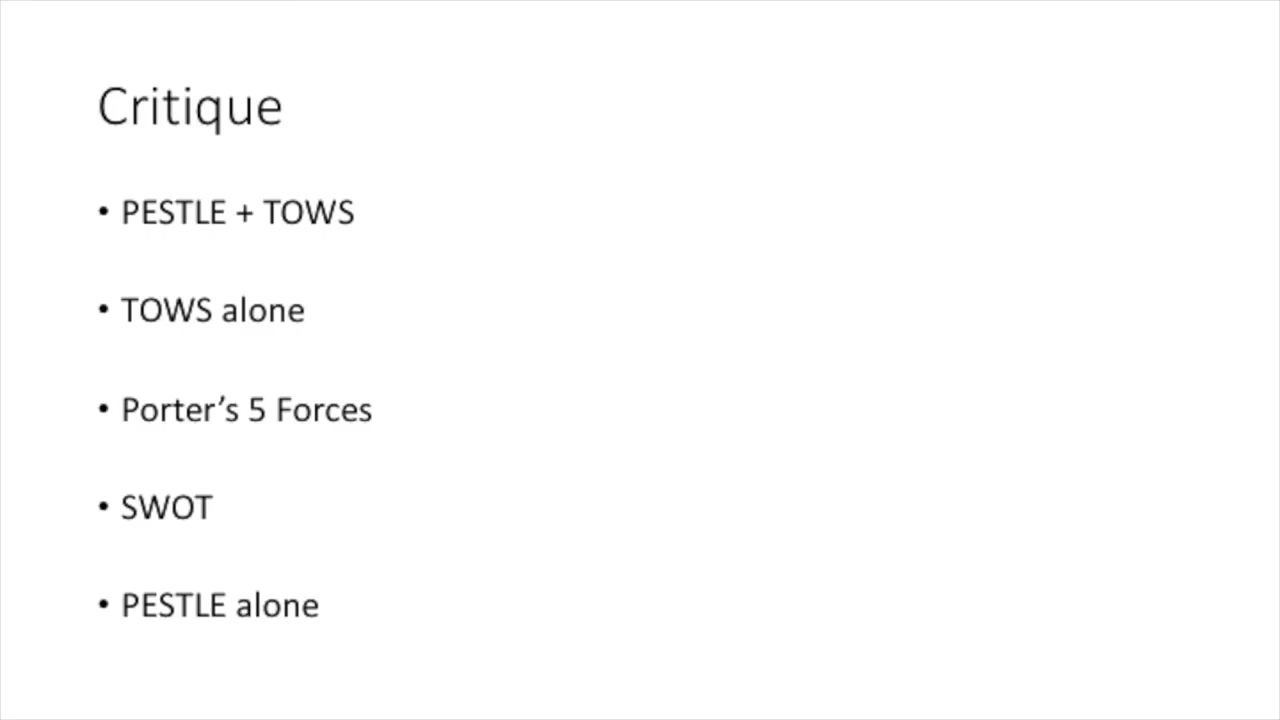 Critique
• PESTLE + TOWS
• TOWS alone
• Porter’s 5 Forces
• SWOT
• PESTLE alone